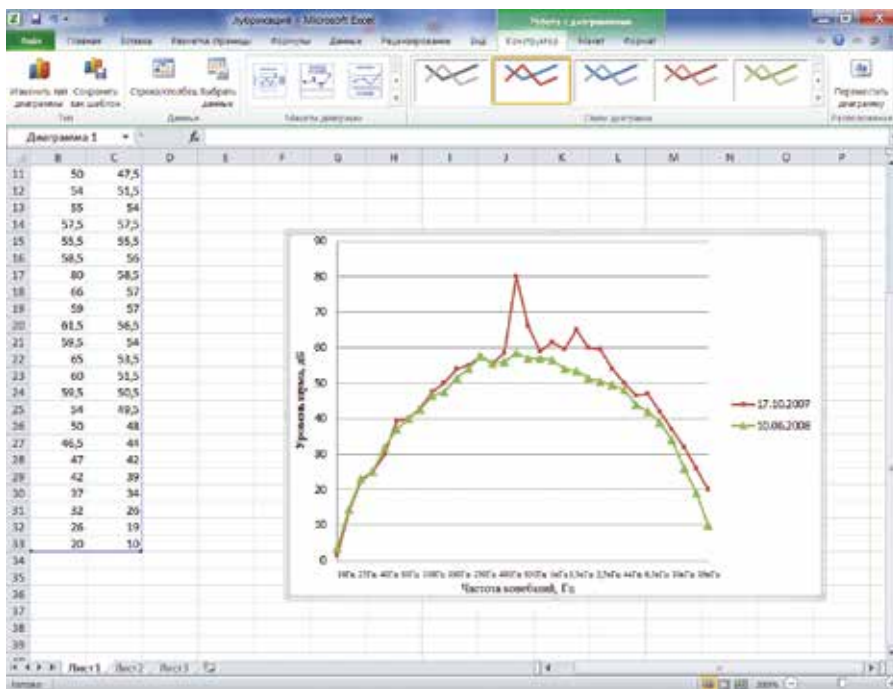 лубрикация - Microsoft Excel
Работа с диаграммами
Файл Главная Вставка Разметка страницы Формулы Данные Рецензирование Вид Конструктор Макет Формат
Изменить тип диаграммы
Сохранить как шаблон
Строка/столбец
Выбрать данные
Переместить диаграмму
Тип Данные Макеты диаграмм Стили диаграмм Расположение
Диаграмма 1 fx
B C D E F G H I J K L M N O P
11 50 47,5
12 54 51,5
13 55 54
14 57,5 57,5
15 55,5 55,5
16 58,5 56
17 80 58,5
18 66 57
19 59 57
20 61,5 56,5
21 59,5 54
22 65 53,5
23 60 51,5
24 59,5 50,5
25 54 49,5
26 50 48
27 46,5 44
28 47 42
29 42 39
30 37 34
31 32 26
32 26 19
33 20 10
34
35
36
37
38
39
90
80
70
60
50
40
30
20
10
0
Уровень шума, дБ
17.10.2007
10.06.2008
Частота колебаний, Гц
Лист1 Лист2 Лист3
Готово